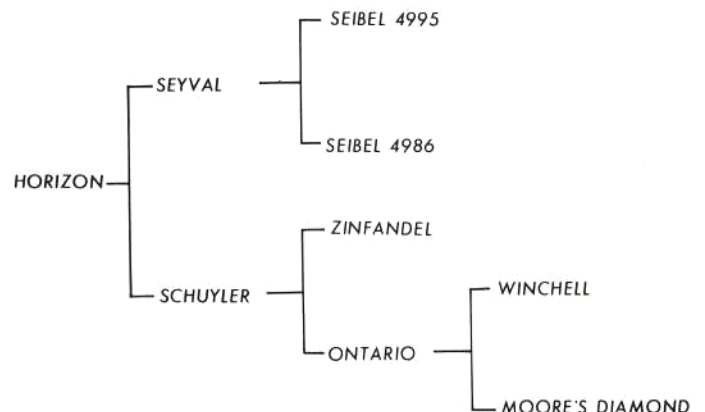 SEIBEL 4995
SEYVAL
SEIBEL 4986
HORIZON
ZINFANDEL
SCHUYLER
WINCHELL
ONTARIO
MOORE'S DIAMOND